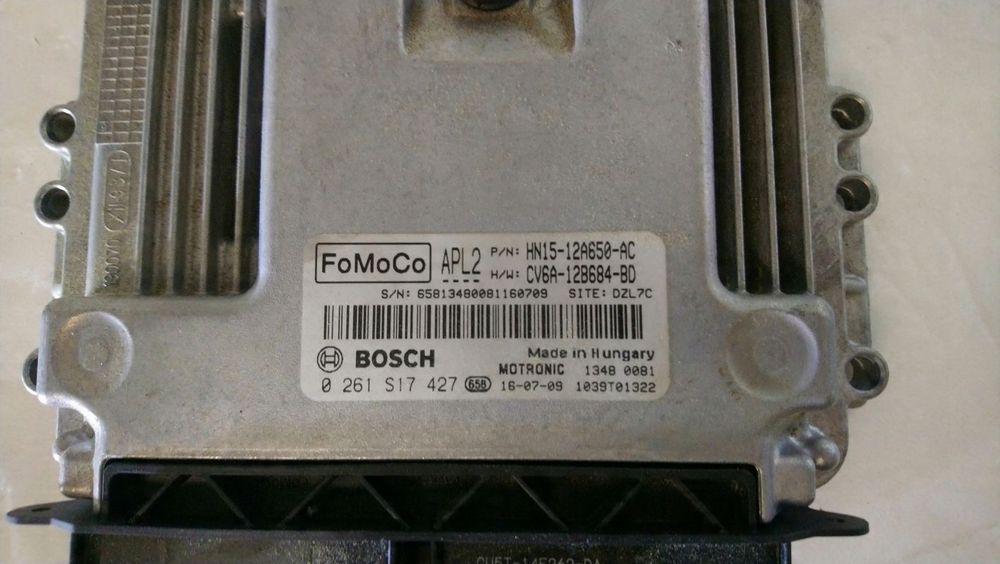 FoMoCo APL2 P/N: HN15-12A650-AC
H/W: CV6A-12B684-BD
S/N: 65813480081160709 SITE: DZL7C
BOSCH Made in Hungary
MOTRONIC 1348 0081
0 261 S17 427 65B 16-07-09 1039T01322